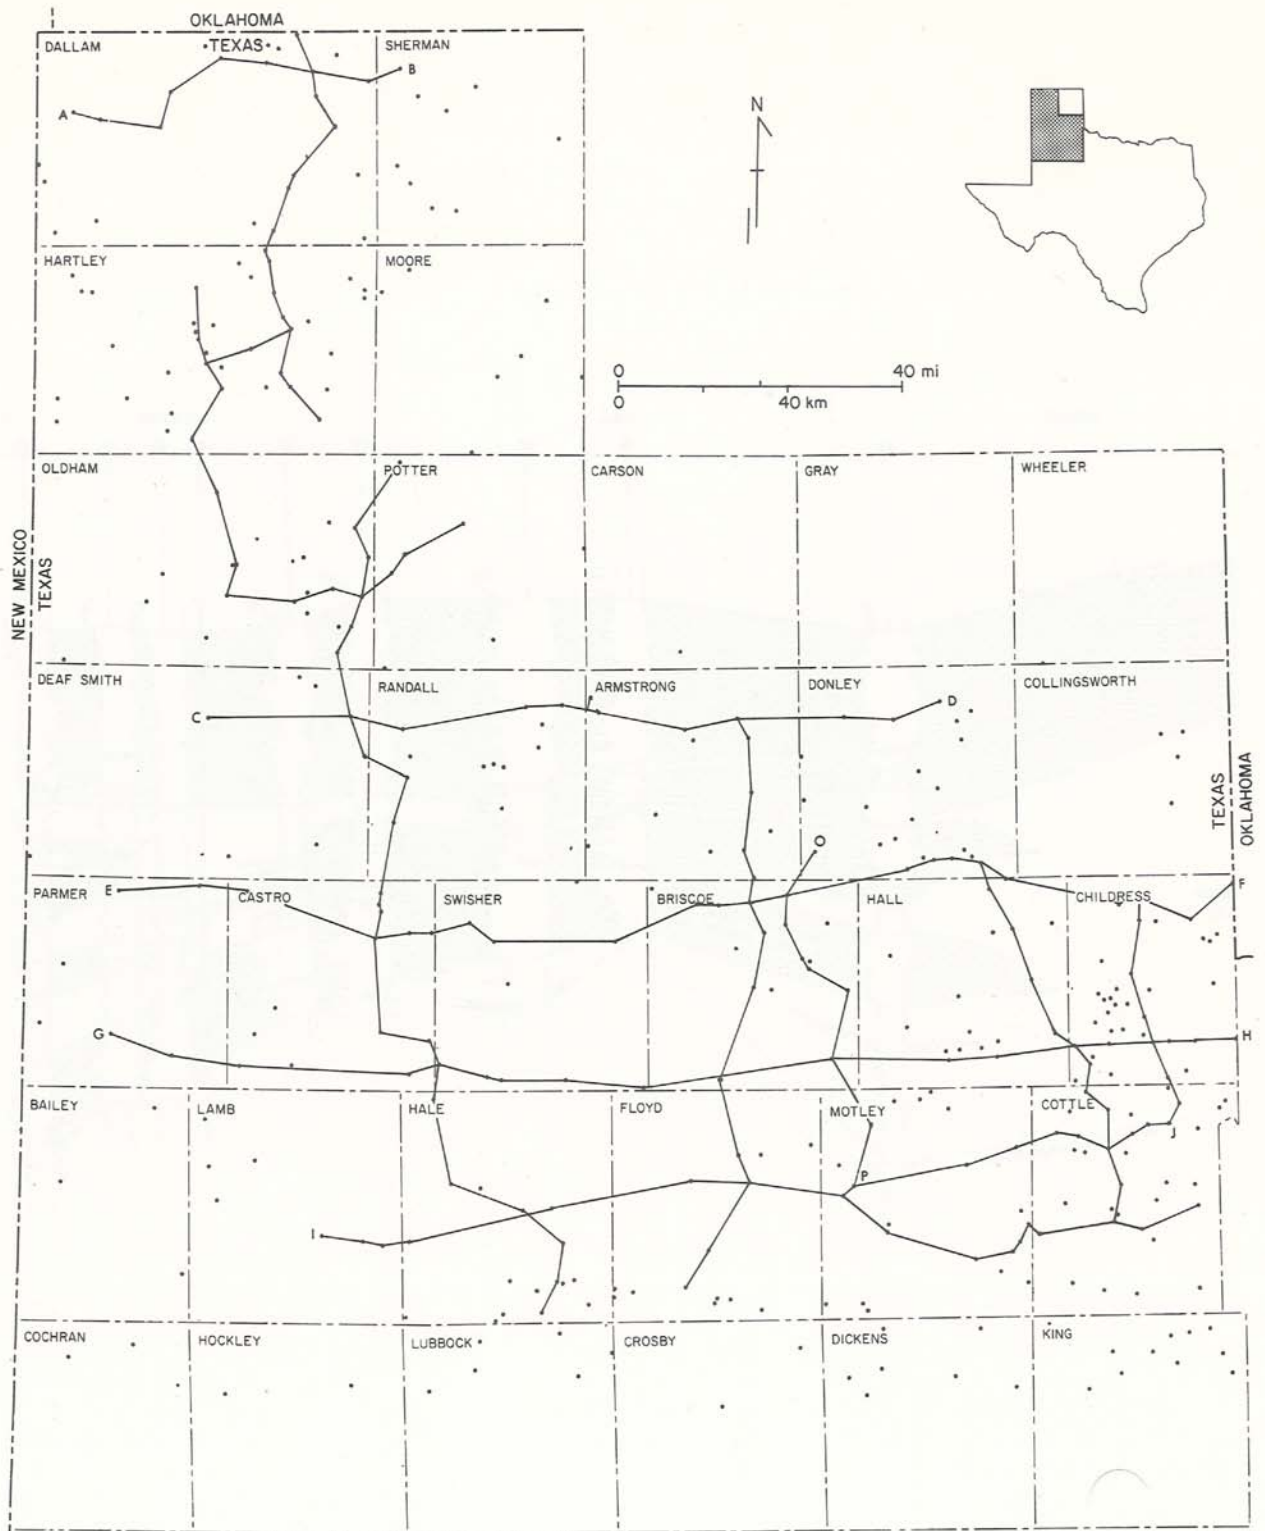 OKLAHOMA
TEXAS
DALLAM
SHERMAN
B
A
N
HARTLEY
MOORE
0 40 mi
0 40 km
OLDHAM
POTTER
CARSON
GRAY
WHEELER
NEW MEXICO
TEXAS
DEAF SMITH
RANDALL
ARMSTRONG
DONLEY
COLLINGSWORTH
C
D
TEXAS
OKLAHOMA
O
PARMER
E
CASTRO
SWISHER
BRISCOE
HALL
CHILDRESS
F
G
H
BAILEY
LAMB
HALE
FLOYD
MOTLEY
COTTLE
J
P
I
COCHRAN
HOCKLEY
LUBBOCK
CROSBY
DICKENS
KING